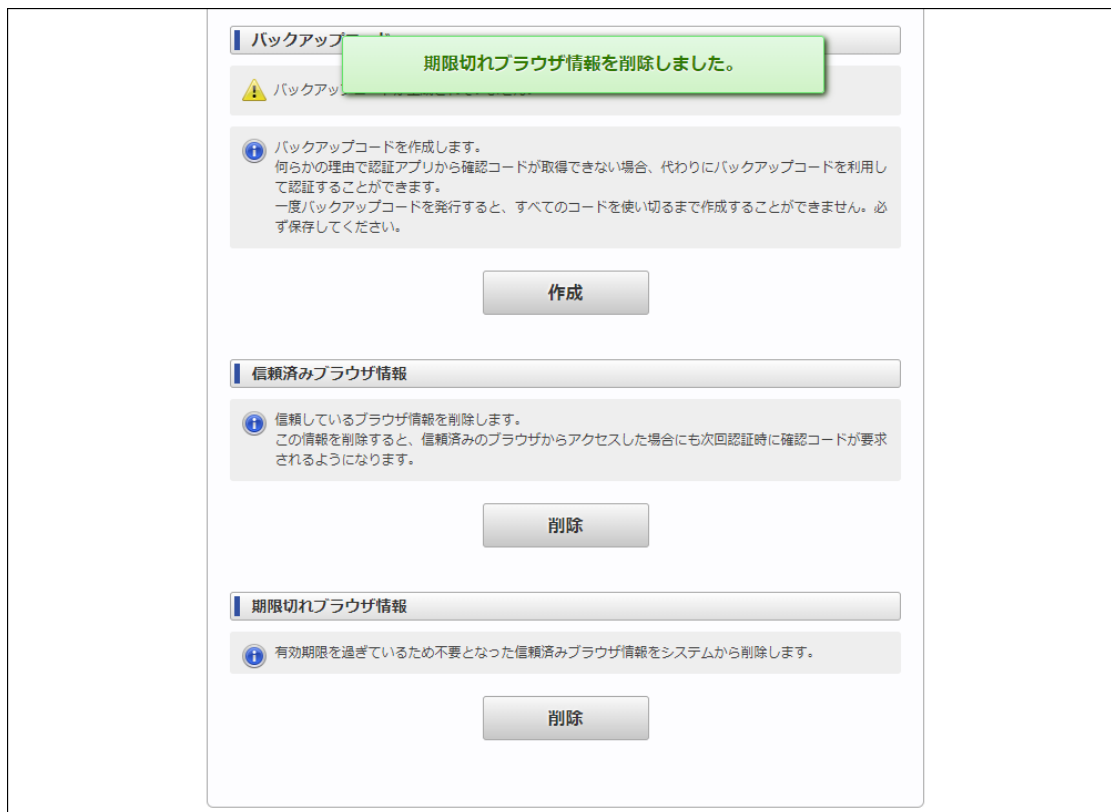 バックアップ
期限切れブラウザ情報を削除しました。
バックアッ
バックアップコードを作成します。
何らかの理由で認証アプリから確認コードが取得できない場合、代わりにバックアップコードを利用し
て認証することができます。
一度バックアップコードを発行すると、すべてのコードを使い切るまで作成することができません。必
ず保存してください。
作成
信頼済みブラウザ情報
信頼しているブラウザ情報を削除します。
この情報を削除すると、信頼済みのブラウザからアクセスした場合にも次回認証時に確認コードが要求
されるようになります。
削除
期限切れブラウザ情報
有効期限を過ぎているため不要となった信頼済みブラウザ情報をシステムから削除します。
削除